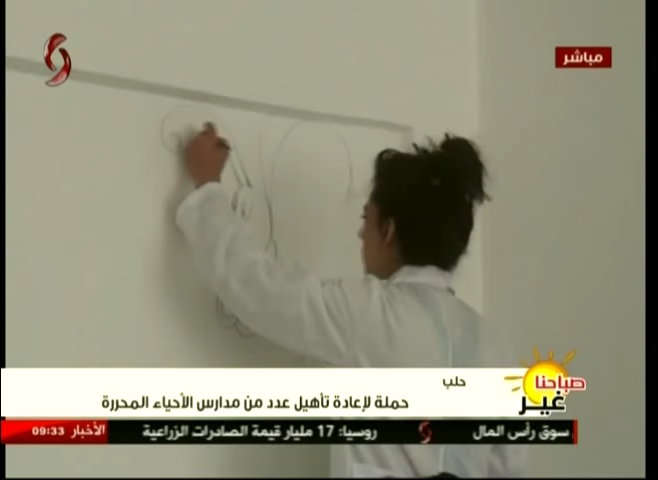 مباشر
حلب
حملة لإعادة تأهيل عدد من مدارس الأحياء المحررة
صباحنا غير
سوق رأس المال
روسيا: 17 مليار قيمة الصادرات الزراعية
الأخبار 09:33